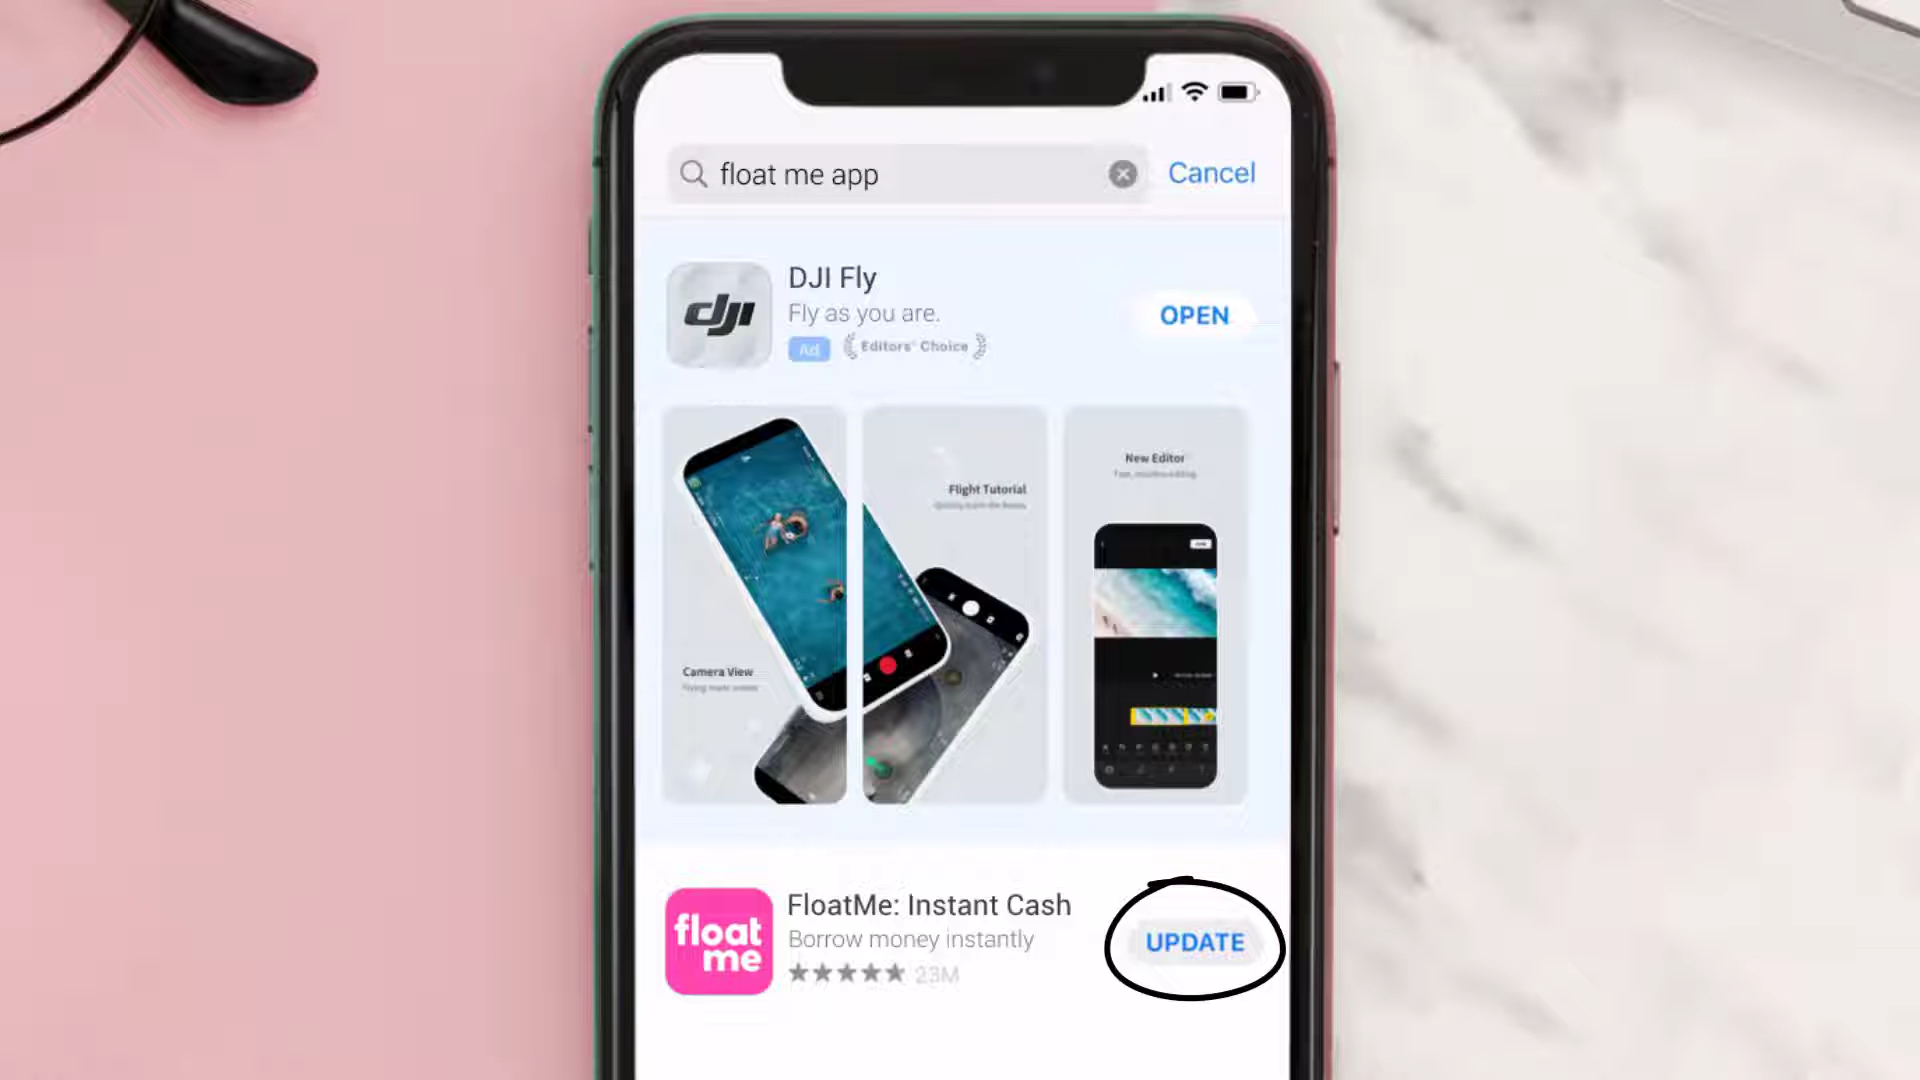 float me app
Cancel
dji
DJI Fly
Fly as you are.
OPEN
Ad
Editors' Choice
New Editor
Flight Tutorial
Camera View
float
me
FloatMe: Instant Cash
Borrow money instantly
23M
UPDATE